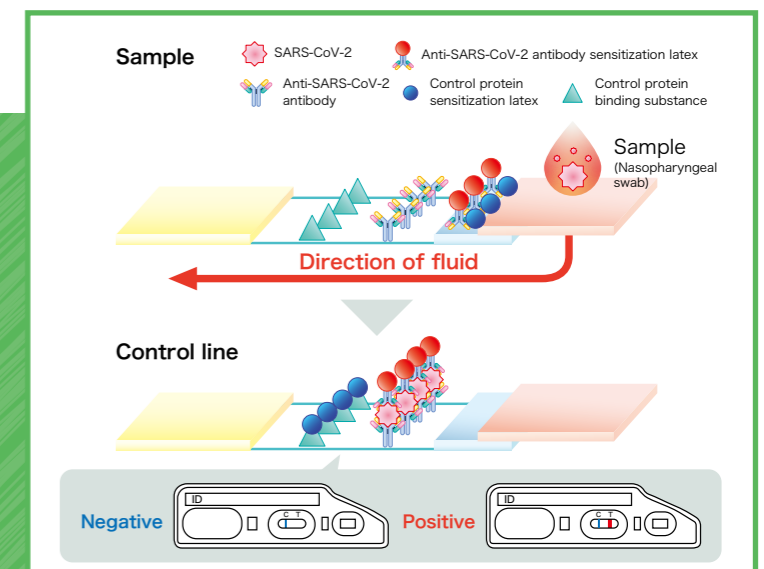 Sample
SARS-CoV-2
Anti-SARS-CoV-2 antibody sensitization latex
Anti-SARS-CoV-2
antibody
Control protein
sensitization latex
Control protein
binding substance
Sample
(Nasopharyngeal
swab)
Direction of fluid
Control line
Negative
ID
C T
Positive
ID
C T